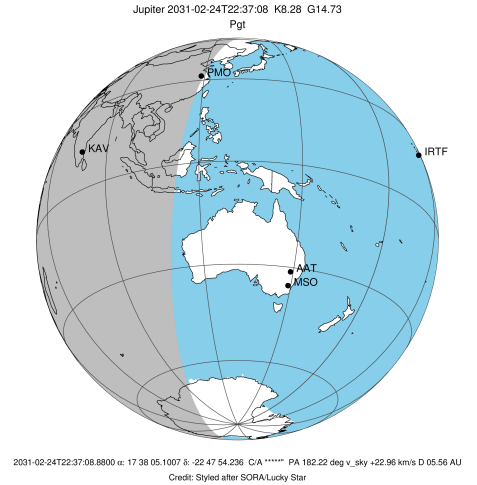 Jupiter 2031-02-24T22:37:08 K8.28 G14.73
Pgt
PMO
KAV
IRTF
AAT
MSO
2031-02-24T22:37:08.8800 α: 17 38 05.1007 δ: -22 47 54.236 C/A *****" PA 182.22 deg v_sky +22.96 km/s D 05.56 AU
Credit: Styled after SORA/Lucky Star